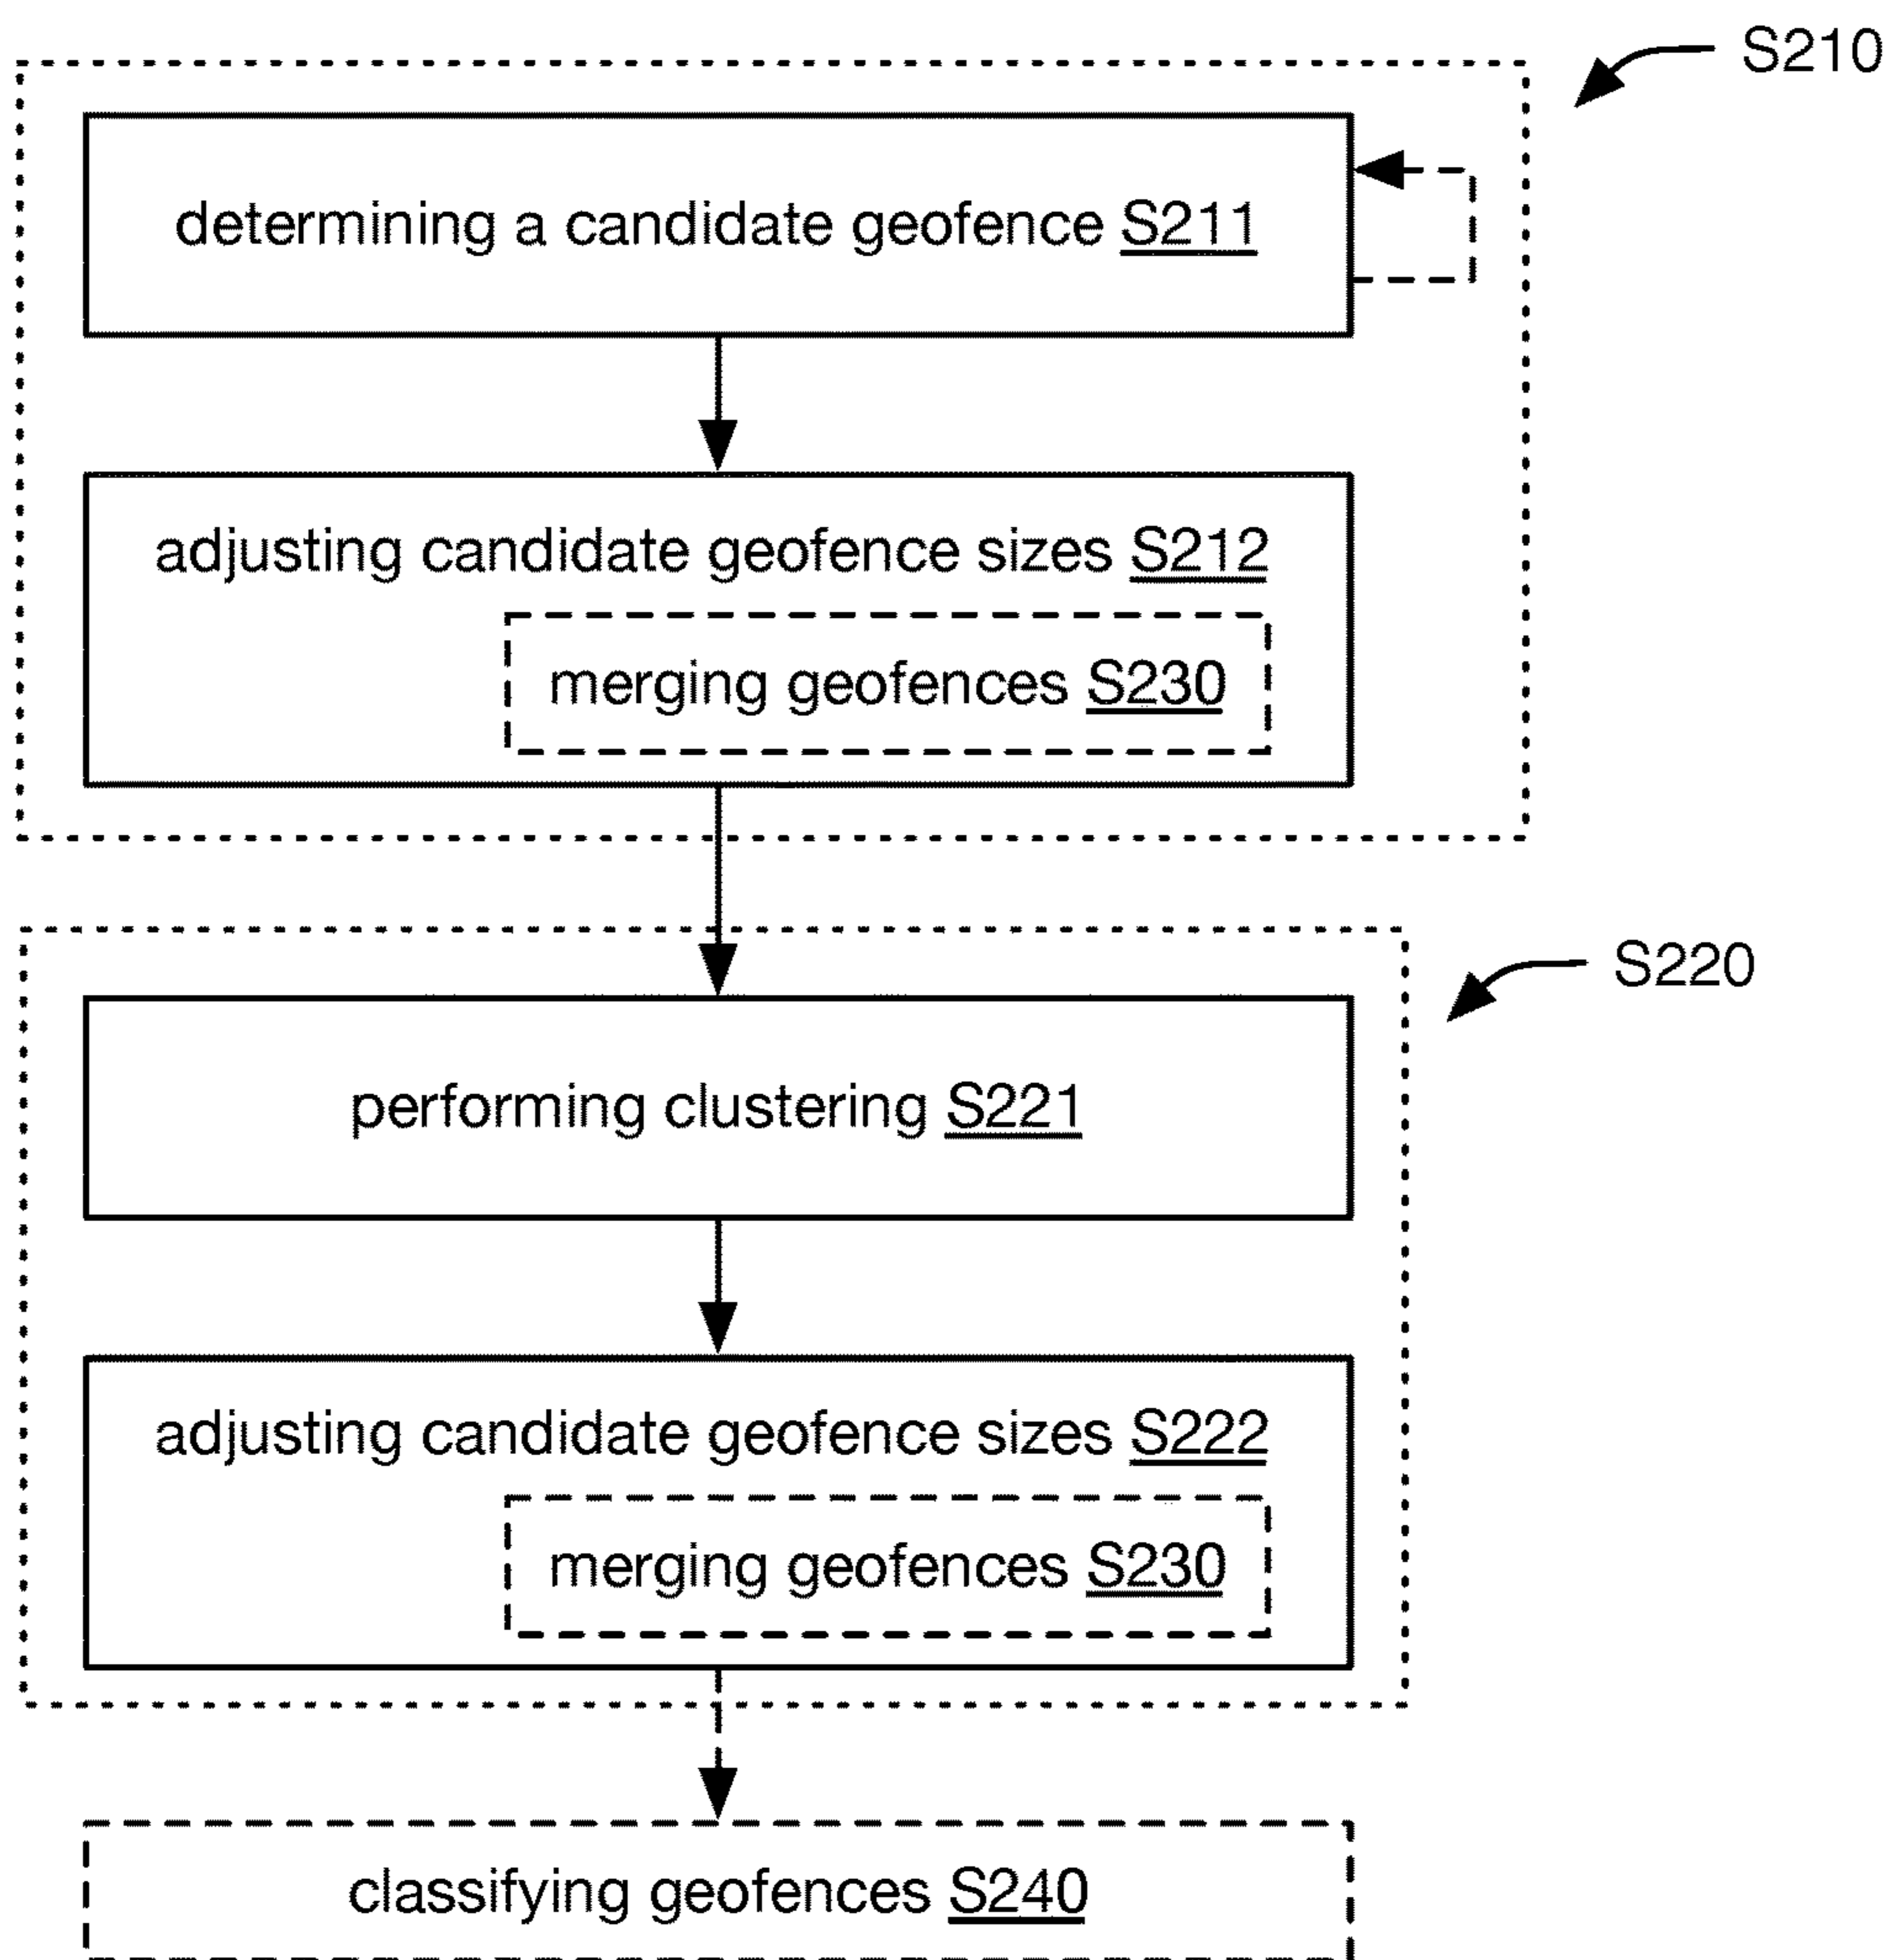 S210
determining a candidate geofence S211
adjusting candidate geofence sizes S212
merging geofences S230
S220
performing clustering S221
adjusting candidate geofence sizes S222
merging geofences S230
classifying geofences S240